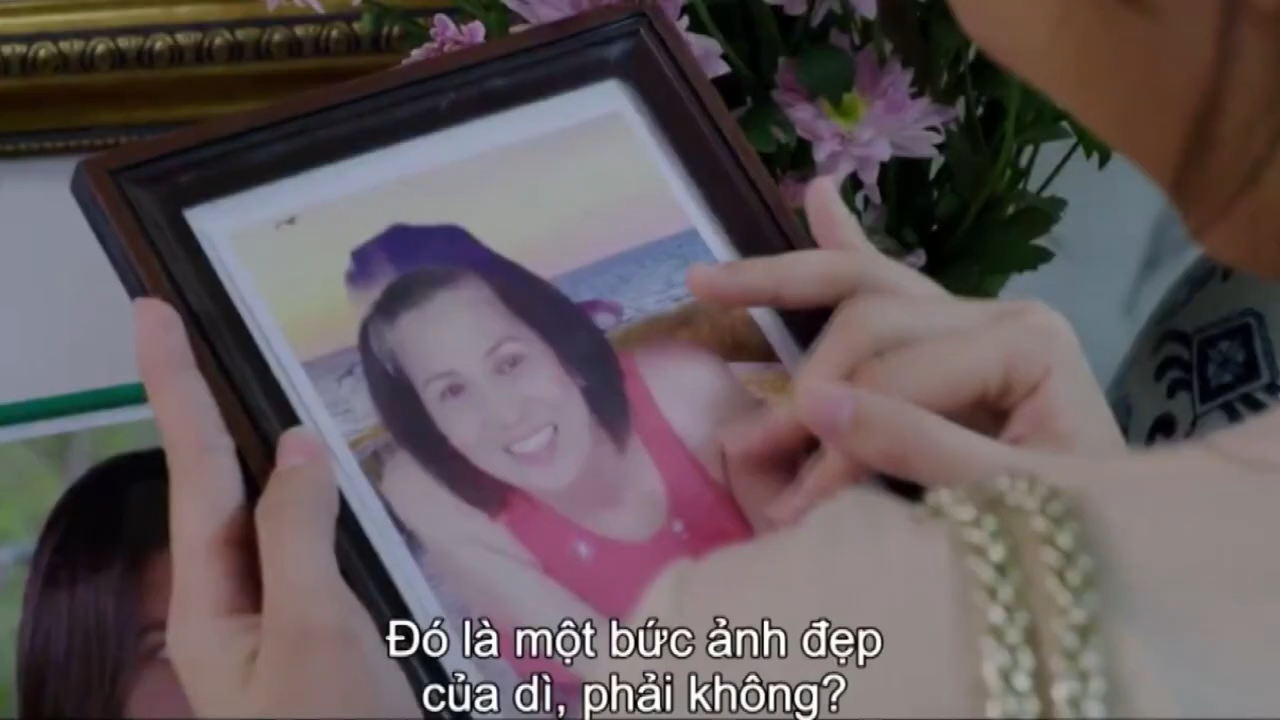 Đó là một bức ảnh đẹp
của dì, phải không?